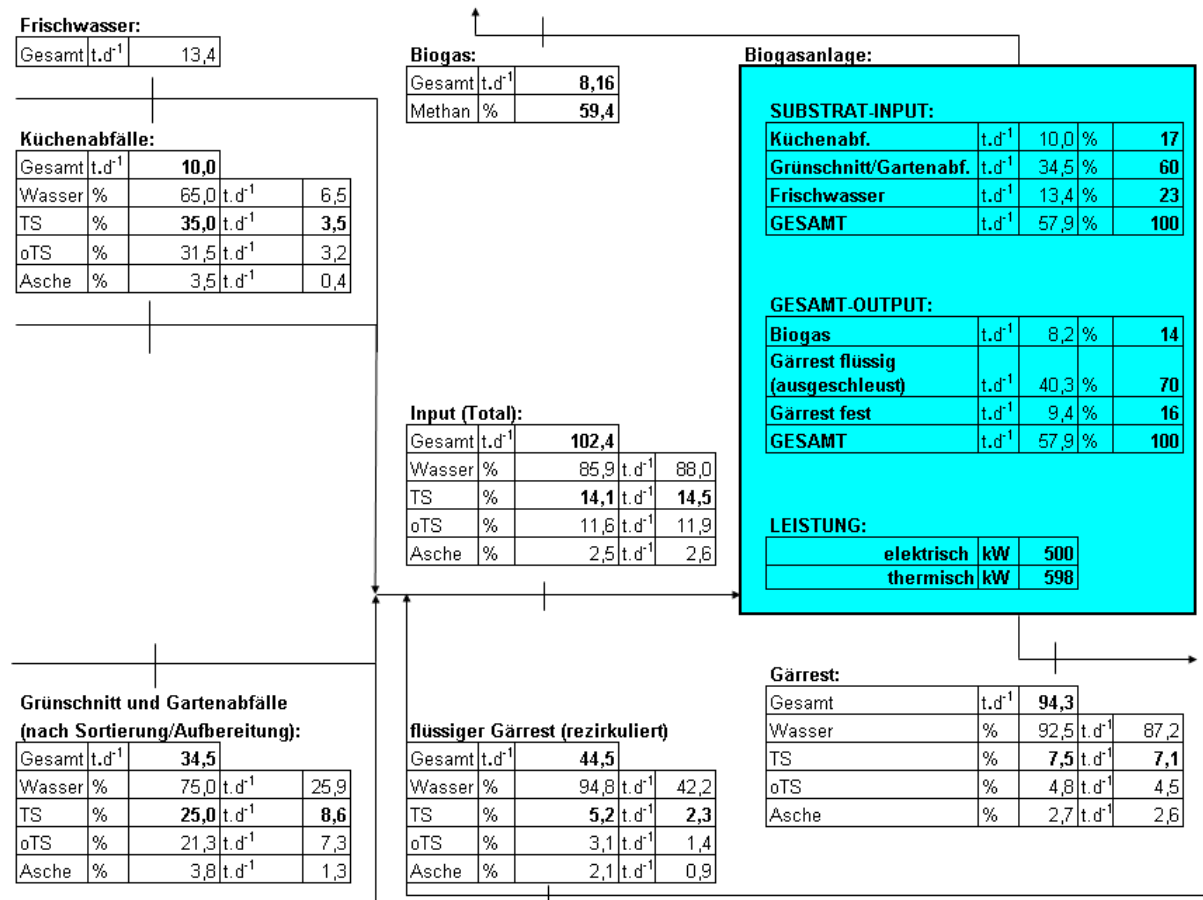 Frischwasser:
Gesamt t.d⁻¹ 13,4
Küchenabfälle:
Gesamt t.d⁻¹ 10,0
Wasser % 65,0 t.d⁻¹ 6,5
TS % 35,0 t.d⁻¹ 3,5
oTS % 31,5 t.d⁻¹ 3,2
Asche % 3,5 t.d⁻¹ 0,4
Grünschnitt und Gartenabfälle
(nach Sortierung/Aufbereitung):
Gesamt t.d⁻¹ 34,5
Wasser % 75,0 t.d⁻¹ 25,9
TS % 25,0 t.d⁻¹ 8,6
oTS % 21,3 t.d⁻¹ 7,3
Asche % 3,8 t.d⁻¹ 1,3
Biogas:
Gesamt t.d⁻¹ 8,16
Methan % 59,4
Input (Total):
Gesamt t.d⁻¹ 102,4
Wasser % 85,9 t.d⁻¹ 88,0
TS % 14,1 t.d⁻¹ 14,5
oTS % 11,6 t.d⁻¹ 11,9
Asche % 2,5 t.d⁻¹ 2,6
flüssiger Gärrest (rezirkuliert)
Gesamt t.d⁻¹ 44,5
Wasser % 94,8 t.d⁻¹ 42,2
TS % 5,2 t.d⁻¹ 2,3
oTS % 3,1 t.d⁻¹ 1,4
Asche % 2,1 t.d⁻¹ 0,9
Biogasanlage:
SUBSTRAT-INPUT:
Küchenabf. t.d⁻¹ 10,0 % 17
Grünschnitt/Gartenabf. t.d⁻¹ 34,5 % 60
Frischwasser t.d⁻¹ 13,4 % 23
GESAMT t.d⁻¹ 57,9 % 100
GESAMT-OUTPUT:
Biogas t.d⁻¹ 8,2 % 14
Gärrest flüssig
(ausgeschleust) t.d⁻¹ 40,3 % 70
Gärrest fest t.d⁻¹ 9,4 % 16
GESAMT t.d⁻¹ 57,9 % 100
LEISTUNG:
elektrisch kW 500
thermisch kW 598
Gärrest:
Gesamt t.d⁻¹ 94,3
Wasser % 92,5 t.d⁻¹ 87,2
TS % 7,5 t.d⁻¹ 7,1
oTS % 4,8 t.d⁻¹ 4,5
Asche % 2,7 t.d⁻¹ 2,6